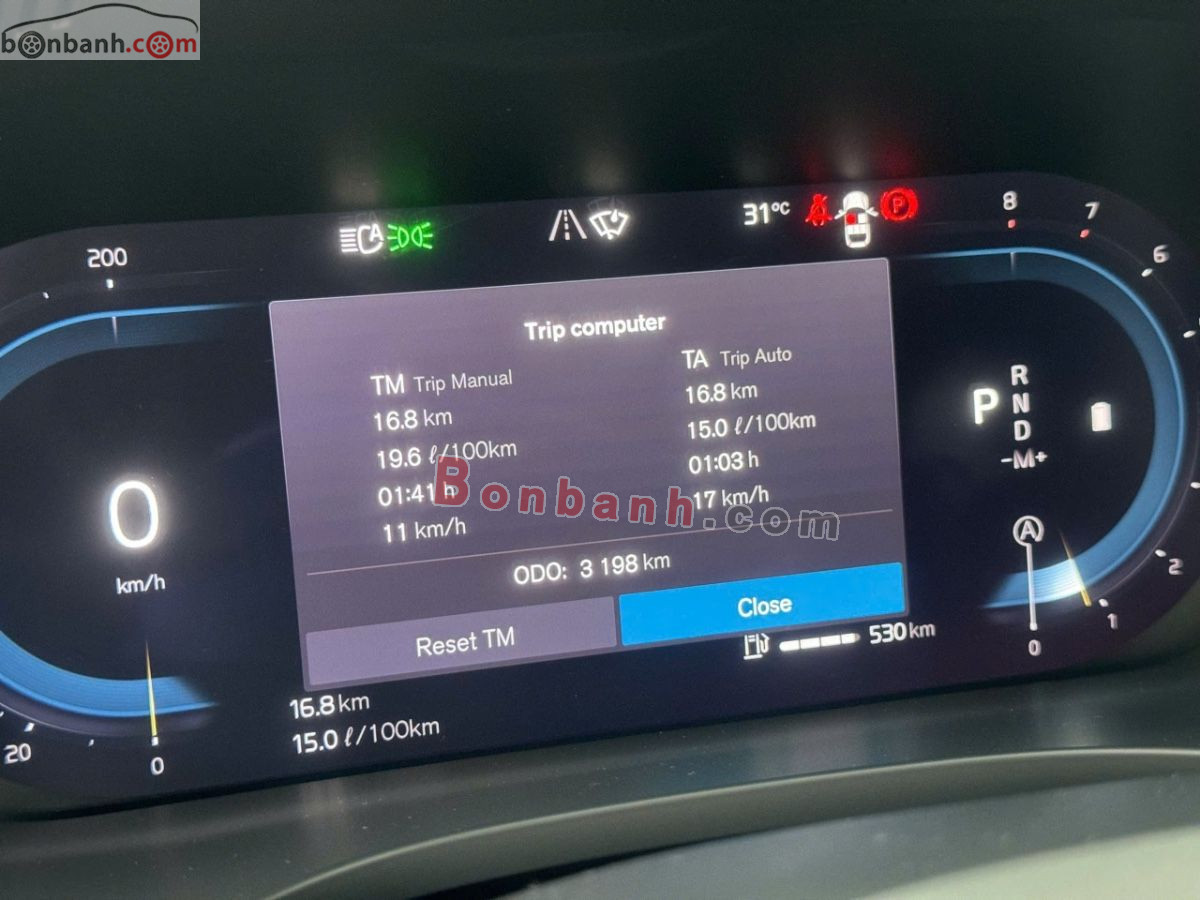 bonbanh.com
200
A
31°C
P
8
7
6
Trip computer
TM Trip Manual
16.8 km
19.6 ℓ/100km
01:41 h
11 km/h
TA Trip Auto
16.8 km
15.0 ℓ/100km
01:03 h
17 km/h
Bonbanh.com
ODO: 3 198 km
Reset TM
Close
0
km/h
P
R
N
D
-M+
A
2
1
0
530 km
16.8 km
15.0 ℓ/100km
20
0